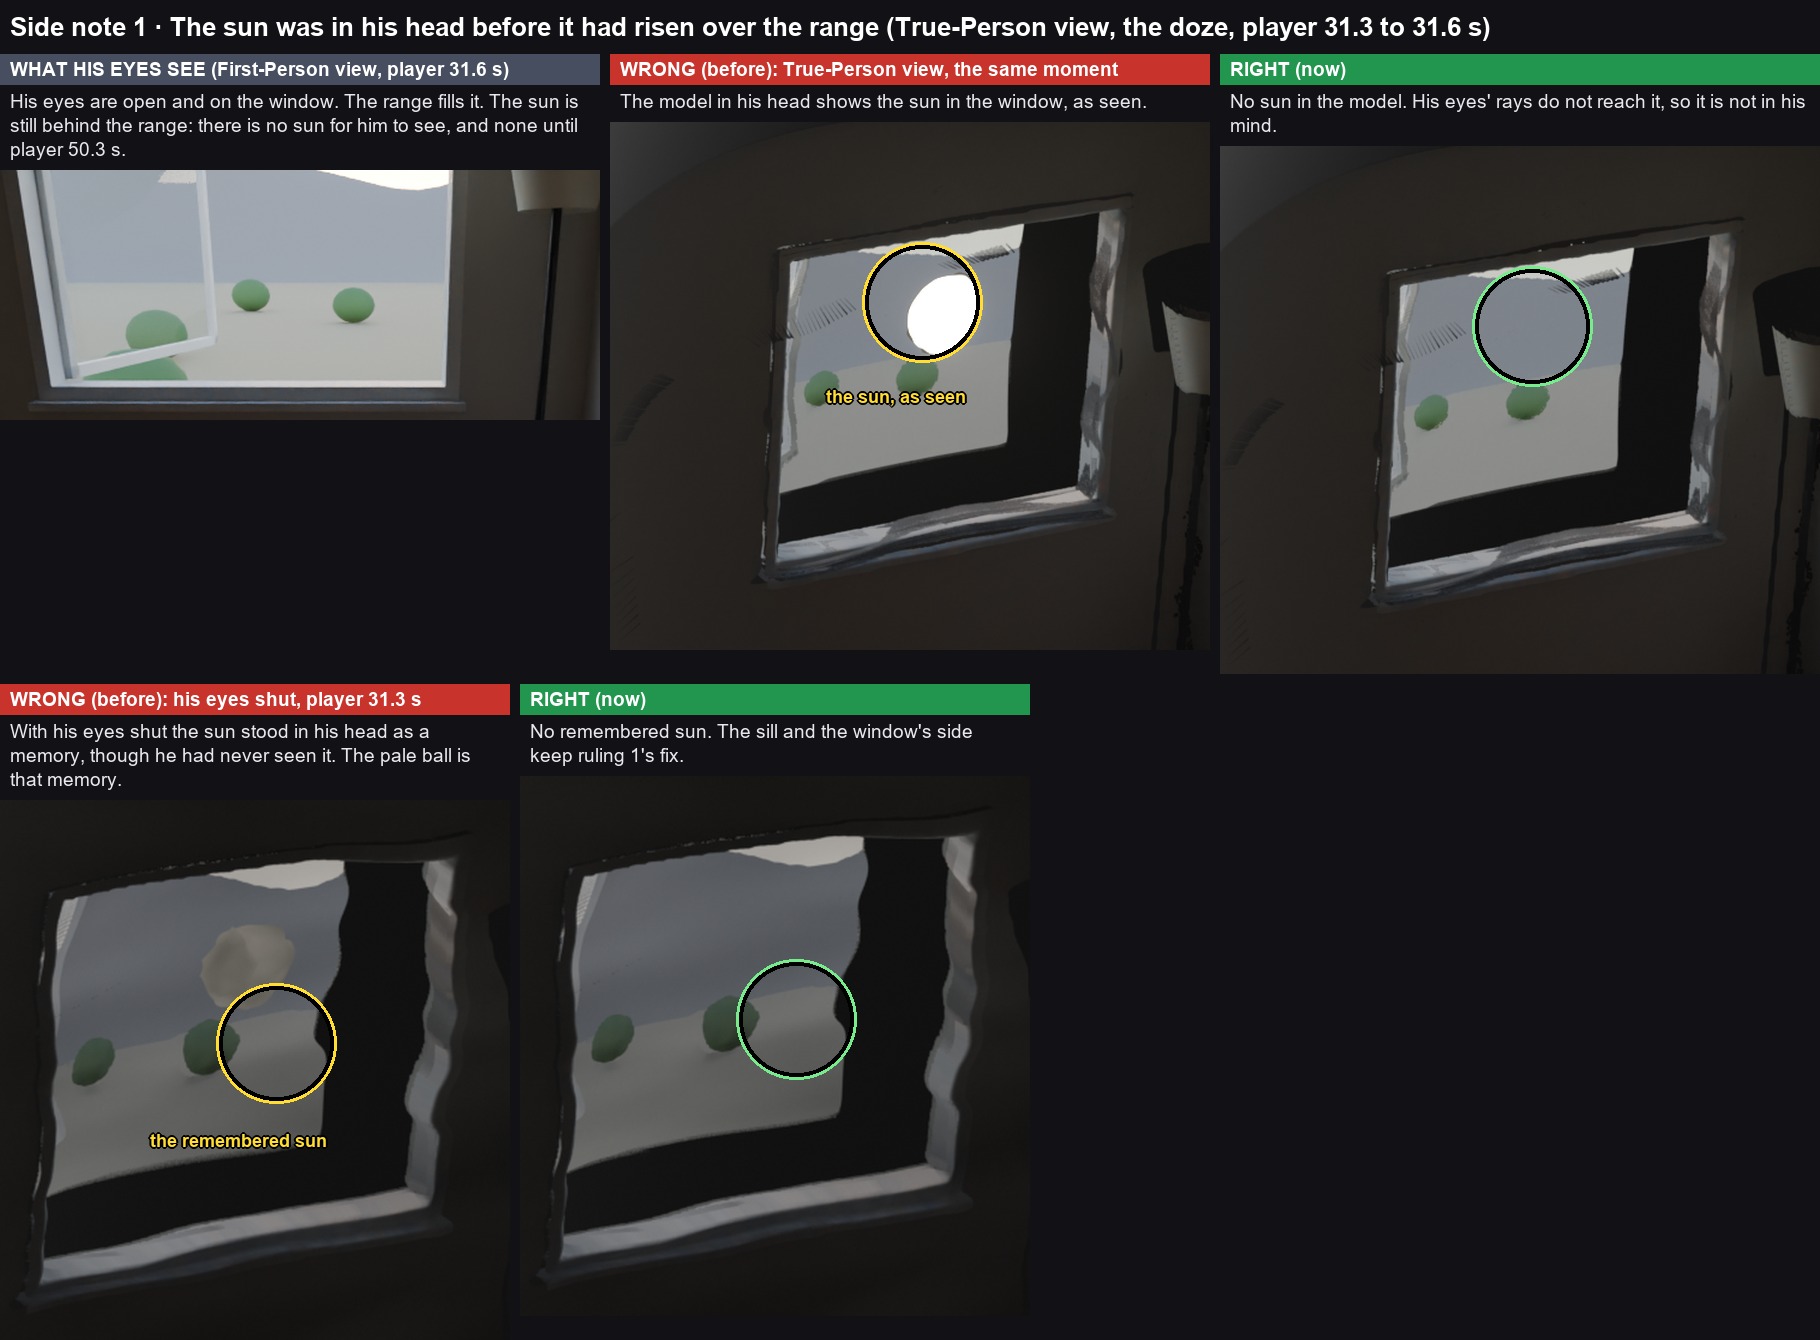 Side note 1 · The sun was in his head before it had risen over the range (True-Person view, the doze, player 31.3 to 31.6 s)
WHAT HIS EYES SEE (First-Person view, player 31.6 s)
His eyes are open and on the window. The range fills it. The sun is
still behind the range: there is no sun for him to see, and none until
player 50.3 s.
WRONG (before): True-Person view, the same moment
The model in his head shows the sun in the window, as seen.
the sun, as seen
RIGHT (now)
No sun in the model. His eyes' rays do not reach it, so it is not in his
mind.
WRONG (before): his eyes shut, player 31.3 s
With his eyes shut the sun stood in his head as a
memory, though he had never seen it. The pale ball is
that memory.
the remembered sun
RIGHT (now)
No remembered sun. The sill and the window's side
keep ruling 1's fix.